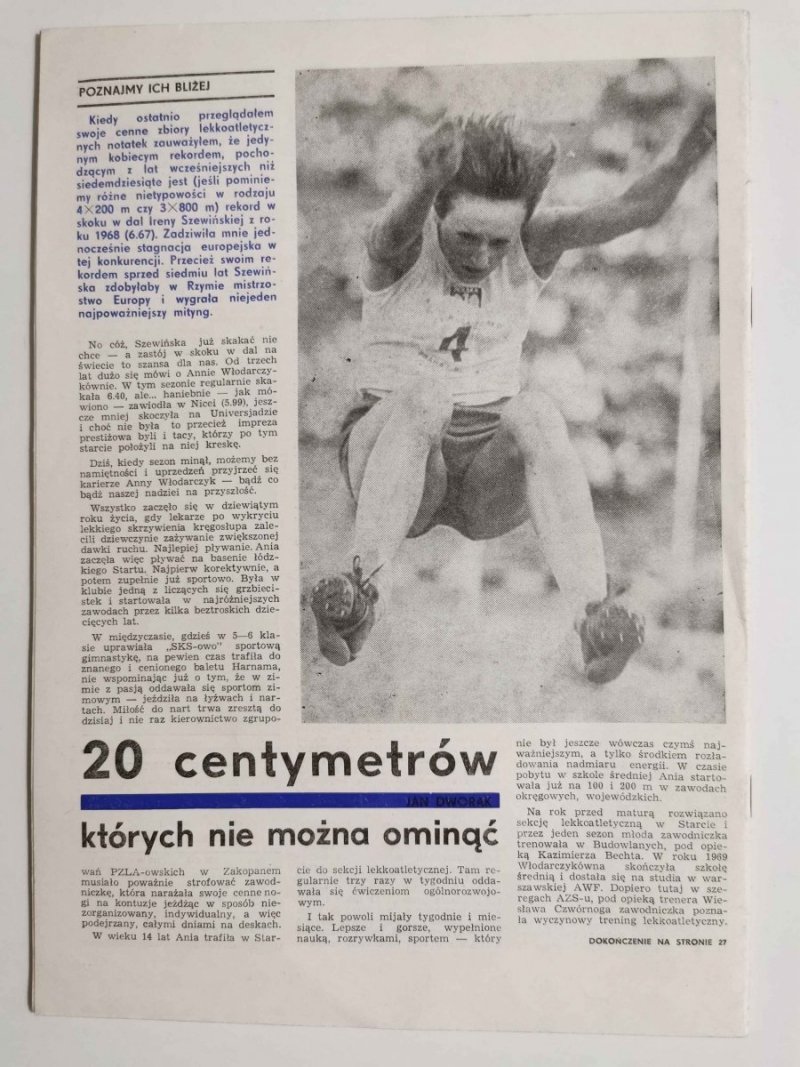 POZNAJMY ICH BLIŻEJ
Kiedy ostatnio przeglądałem
swoje cenne zbiory lekkoatletycz-
nych notatek zauważyłem, że jedy-
nym kobiecym rekordem, pocho-
dzącym z lat wcześniejszych niż
siedemdziesiąte jest (jeśli pominie-
my różne nietypowości w rodzaju
4×200 m czy 3×800 m) rekord w
skoku w dal Ireny Szewińskiej z ro-
ku 1968 (6.67). Zadziwiła mnie jed-
nocześnie stagnacja europejska w
tej konkurencji. Przecież swoim re-
kordem sprzed siedmiu lat Szewiń-
ska zdobyłaby w Rzymie mistrzo-
stwo Europy i wygrała niejeden
najpoważniejszy mityng.
No cóż, Szewińska już skakać nie
chce — a zastój w skoku w dal na
świecie to szansa dla nas. Od trzech
lat dużo się mówi o Annie Włodarczy-
kównie. W tym sezonie regularnie ska-
kała 6.40, ale... haniebnie — jak mó-
wiono — zawiodła w Nicei (5.99), jesz-
cze mniej skoczyła na Uniwersjadzie
i choć nie była to przecież impreza
prestiżowa byli i tacy, którzy po tym
starcie położyli na niej kreskę.
Dziś, kiedy sezon minął, możemy bez
namiętności i uprzedzeń przyjrzeć się
karierze Anny Włodarczyk — bądź co
bądź naszej nadziei na przyszłość.
Wszystko zaczęło się w dziewiątym
roku życia, gdy lekarze po wykryciu
lekkiego skrzywienia kręgosłupa zale-
cili dziewczynie zażywanie zwiększonej
dawki ruchu. Najlepiej pływanie. Ania
zaczęła więc pływać na basenie łódz-
kiego Startu. Najpierw korektywnie, a
potem zupełnie już sportowo. Była w
klubie jedną z liczących się grzbieci-
stek i startowała w najróżniejszych
zawodach przez kilka beztroskich dzie-
cięcych lat.
W międzyczasie, gdzieś w 5—6 kla-
sie uprawiała „SKS-owo" sportową
gimnastykę, na pewien czas trafiła do
znanego i cenionego baletu Harnama,
nie wspominając już o tym, że w zi-
mie z pasją oddawała się sportom zi-
mowym — jeździła na łyżwach i nar-
tach. Miłość do nart trwa zresztą do
dzisiaj i nie raz kierownictwo zgrupo-
4
20 centymetrów
JAN DWORAK
których nie można ominąć
wań PZLA-owskich w Zakopanem
musiało poważnie strofować zawod-
niczkę, która narażała swoje cenne no-
gi na kontuzje jeżdżąc w sposób nie-
zorganizowany, indywidualny, a więc
podejrzany, całymi dniami na deskach.
W wieku 14 lat Ania trafiła w Star-
cie do sekcji lekkoatletycznej. Tam re-
gularnie trzy razy w tygodniu odda-
wała się ćwiczeniom ogólnorozwojo-
wym.
I tak powoli mijały tygodnie i mie-
siące. Lepsze i gorsze, wypełnione
nauką, rozrywkami, sportem — który
nie był jeszcze wówczas czymś naj-
ważniejszym, a tylko środkiem rozła-
dowania nadmiaru energii. W czasie
pobytu w szkole średniej Ania starto-
wała już na 100 i 200 m w zawodach
okręgowych, wojewódzkich.
Na rok przed maturą rozwiązano
sekcję lekkoatletyczną w Starcie i
przez jeden sezon młoda zawodniczka
trenowała w Budowlanych, pod opie-
ką Kazimierza Bechta. W roku 1969
Włodarczykówna skończyła szkołę
średnią i dostała się na studia w war-
szawskiej AWF. Dopiero tutaj w sze-
regach AZS-u, pod opieką trenera Wie-
sława Czwórnoga zawodniczka pozna-
ła wyczynowy trening lekkoatletyczny.
DOKOŃCZENIE NA STRONIE 27